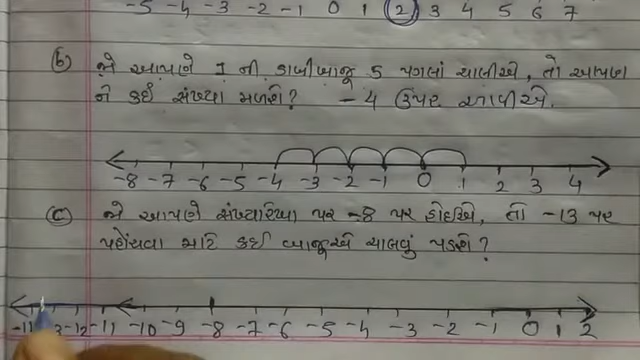 -5 -4 -3 -2 -1 0 1 2 3 4 5 6 7
(b) જો આપણે 1 ની ડાબીબાજુ 5 પગલાં ચાલીએ, તો આપણ
ને કઈ સંખ્યા મળશે? -4 ઉપર આવીએ.
-8 -7 -6 -5 -4 -3 -2 -1 0 1 2 3 4
(c) જો આપણે સંખ્યારેખા પર -8 પર હોઈએ, તો -13 પર
પહોંચવા માટે કઈ બાજુએ ચાલવું પડશે?
-12 -11 -10 -9 -8 -7 -6 -5 -4 -3 -2 -1 0 1 2